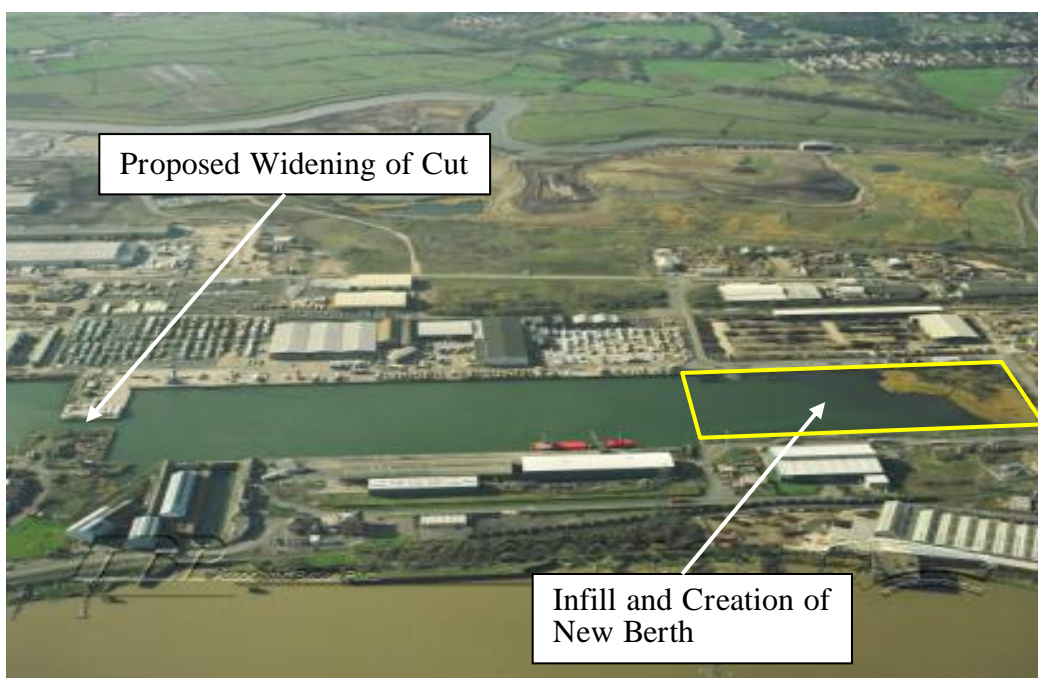 Proposed Widening of Cut
Infill and Creation of
New Berth